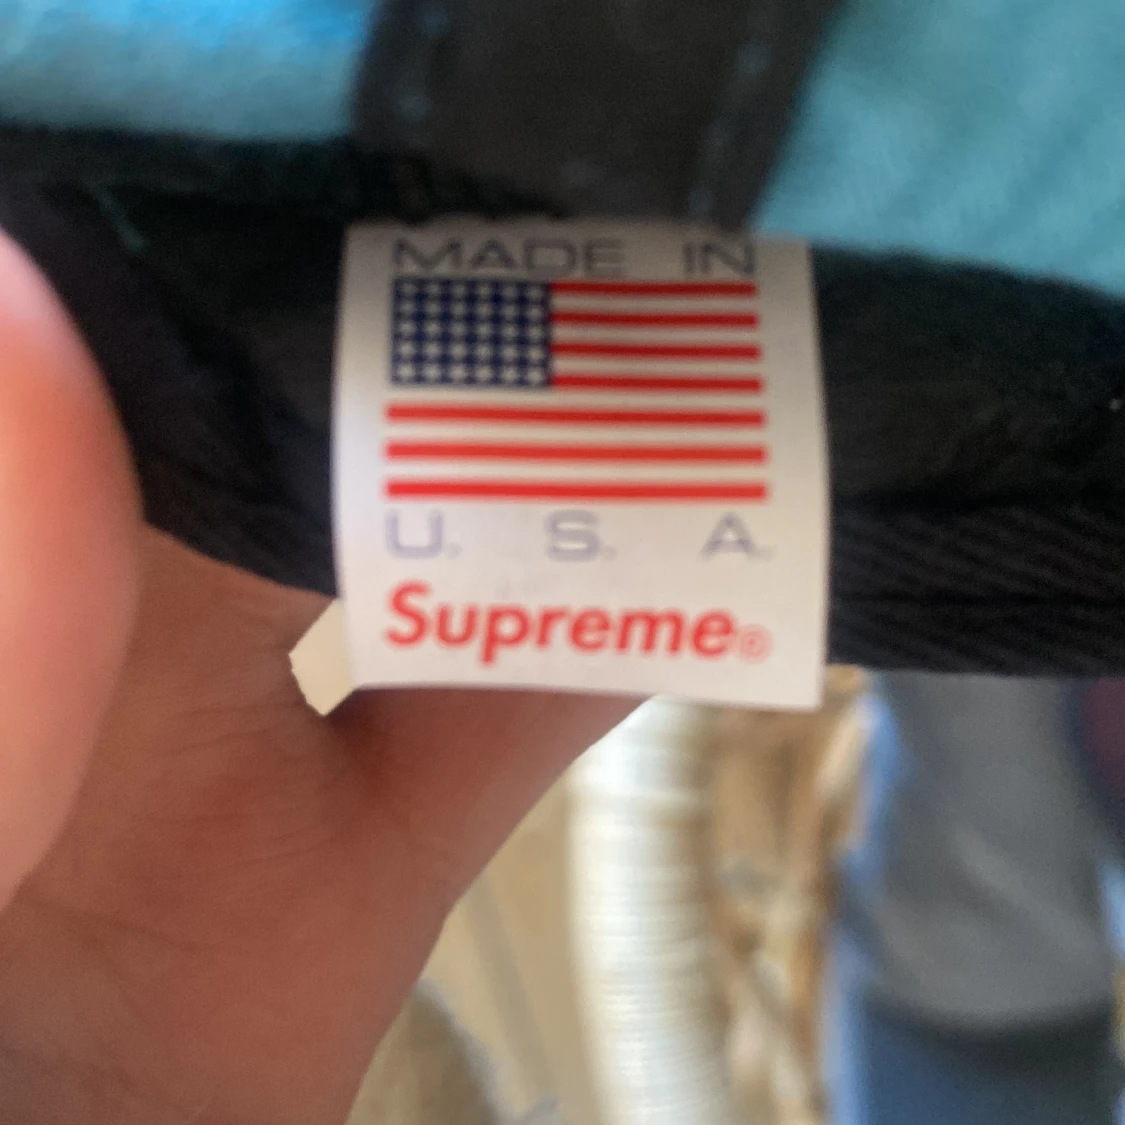 MADE IN
U. S. A.
Supreme®